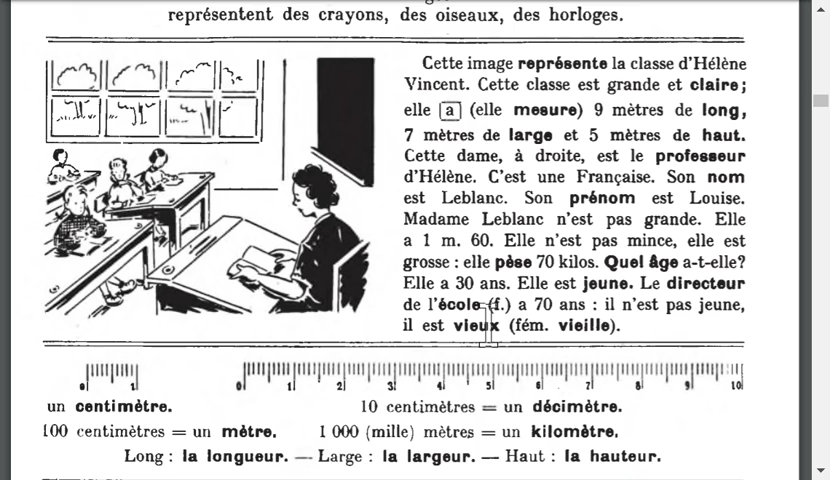 représentent des crayons, des oiseaux, des horloges.
Cette image représente la classe d'Hélène
Vincent. Cette classe est grande et claire;
elle a (elle mesure) 9 mètres de long,
7 mètres de large et 5 mètres de haut.
Cette dame, à droite, est le professeur
d'Hélène. C'est une Française. Son nom
est Leblanc. Son prénom est Louise.
Madame Leblanc n'est pas grande. Elle
a 1 m. 60. Elle n'est pas mince, elle est
grosse : elle pèse 70 kilos. Quel âge a-t-elle?
Elle a 30 ans. Elle est jeune. Le directeur
de l'école (f.) a 70 ans : il n'est pas jeune,
il est vieux (fém. vieille).
0 1 0 1 2 3 4 5 6 7 8 9 10
un centimètre. 10 centimètres = un décimètre.
100 centimètres = un mètre. 1 000 (mille) mètres = un kilomètre.
Long : la longueur. — Large : la largeur. — Haut : la hauteur.